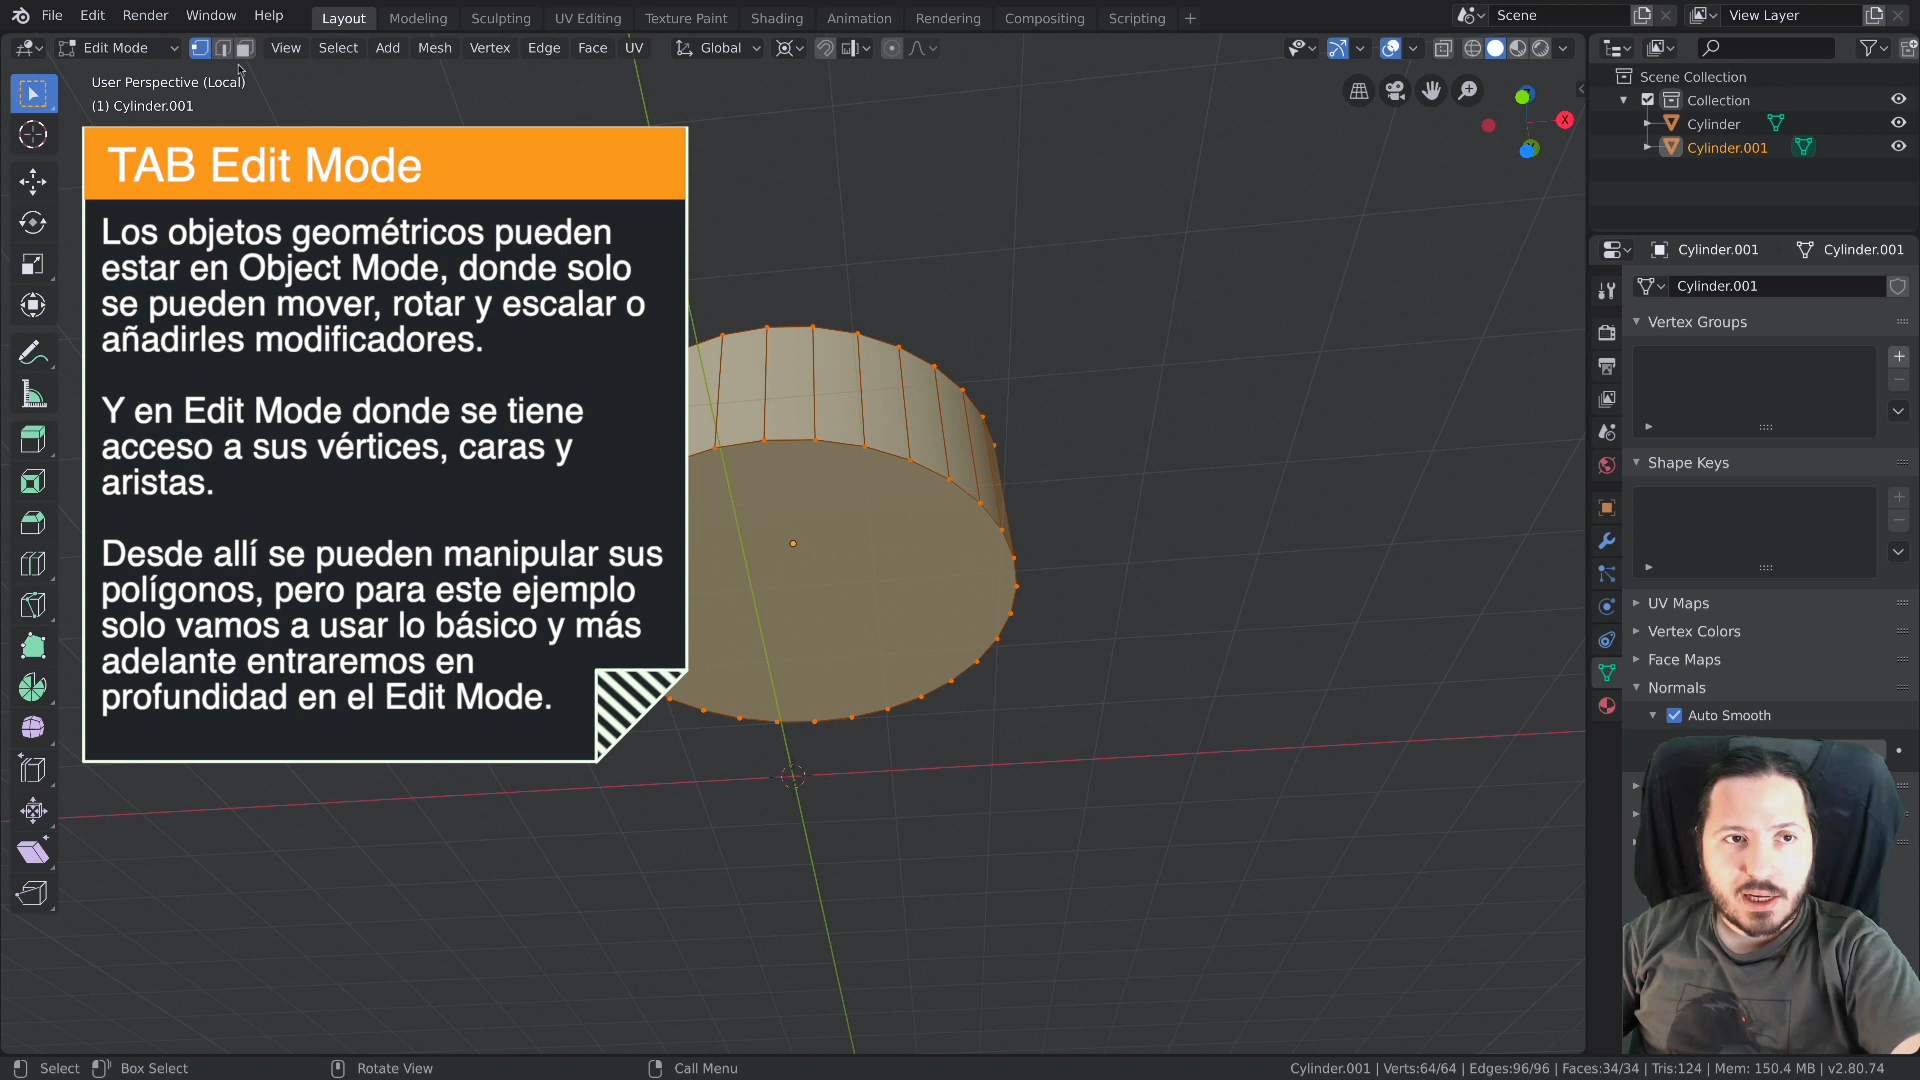 File Edit Render Window Help Layout Modeling Sculpting UV Editing Texture Paint Shading Animation Rendering Compositing Scripting + Scene View Layer
Edit Mode View Select Add Mesh Vertex Edge Face UV Global
User Perspective (Local)
(1) Cylinder.001
TAB Edit Mode
Los objetos geométricos pueden
estar en Object Mode, donde solo
se pueden mover, rotar y escalar o
añadirles modificadores.
Y en Edit Mode donde se tiene
acceso a sus vértices, caras y
aristas.
Desde allí se pueden manipular sus
polígonos, pero para este ejemplo
solo vamos a usar lo básico y más
adelante entraremos en
profundidad en el Edit Mode.
X
Scene Collection
Collection
Cylinder
Cylinder.001
Cylinder.001 Cylinder.001
Cylinder.001
Vertex Groups
Shape Keys
UV Maps
Vertex Colors
Face Maps
Normals
Auto Smooth
Select Box Select Rotate View Call Menu Cylinder.001 | Verts:64/64 | Edges:96/96 | Faces:34/34 | Tris:124 | Mem: 150.4 MB | v2.80.74